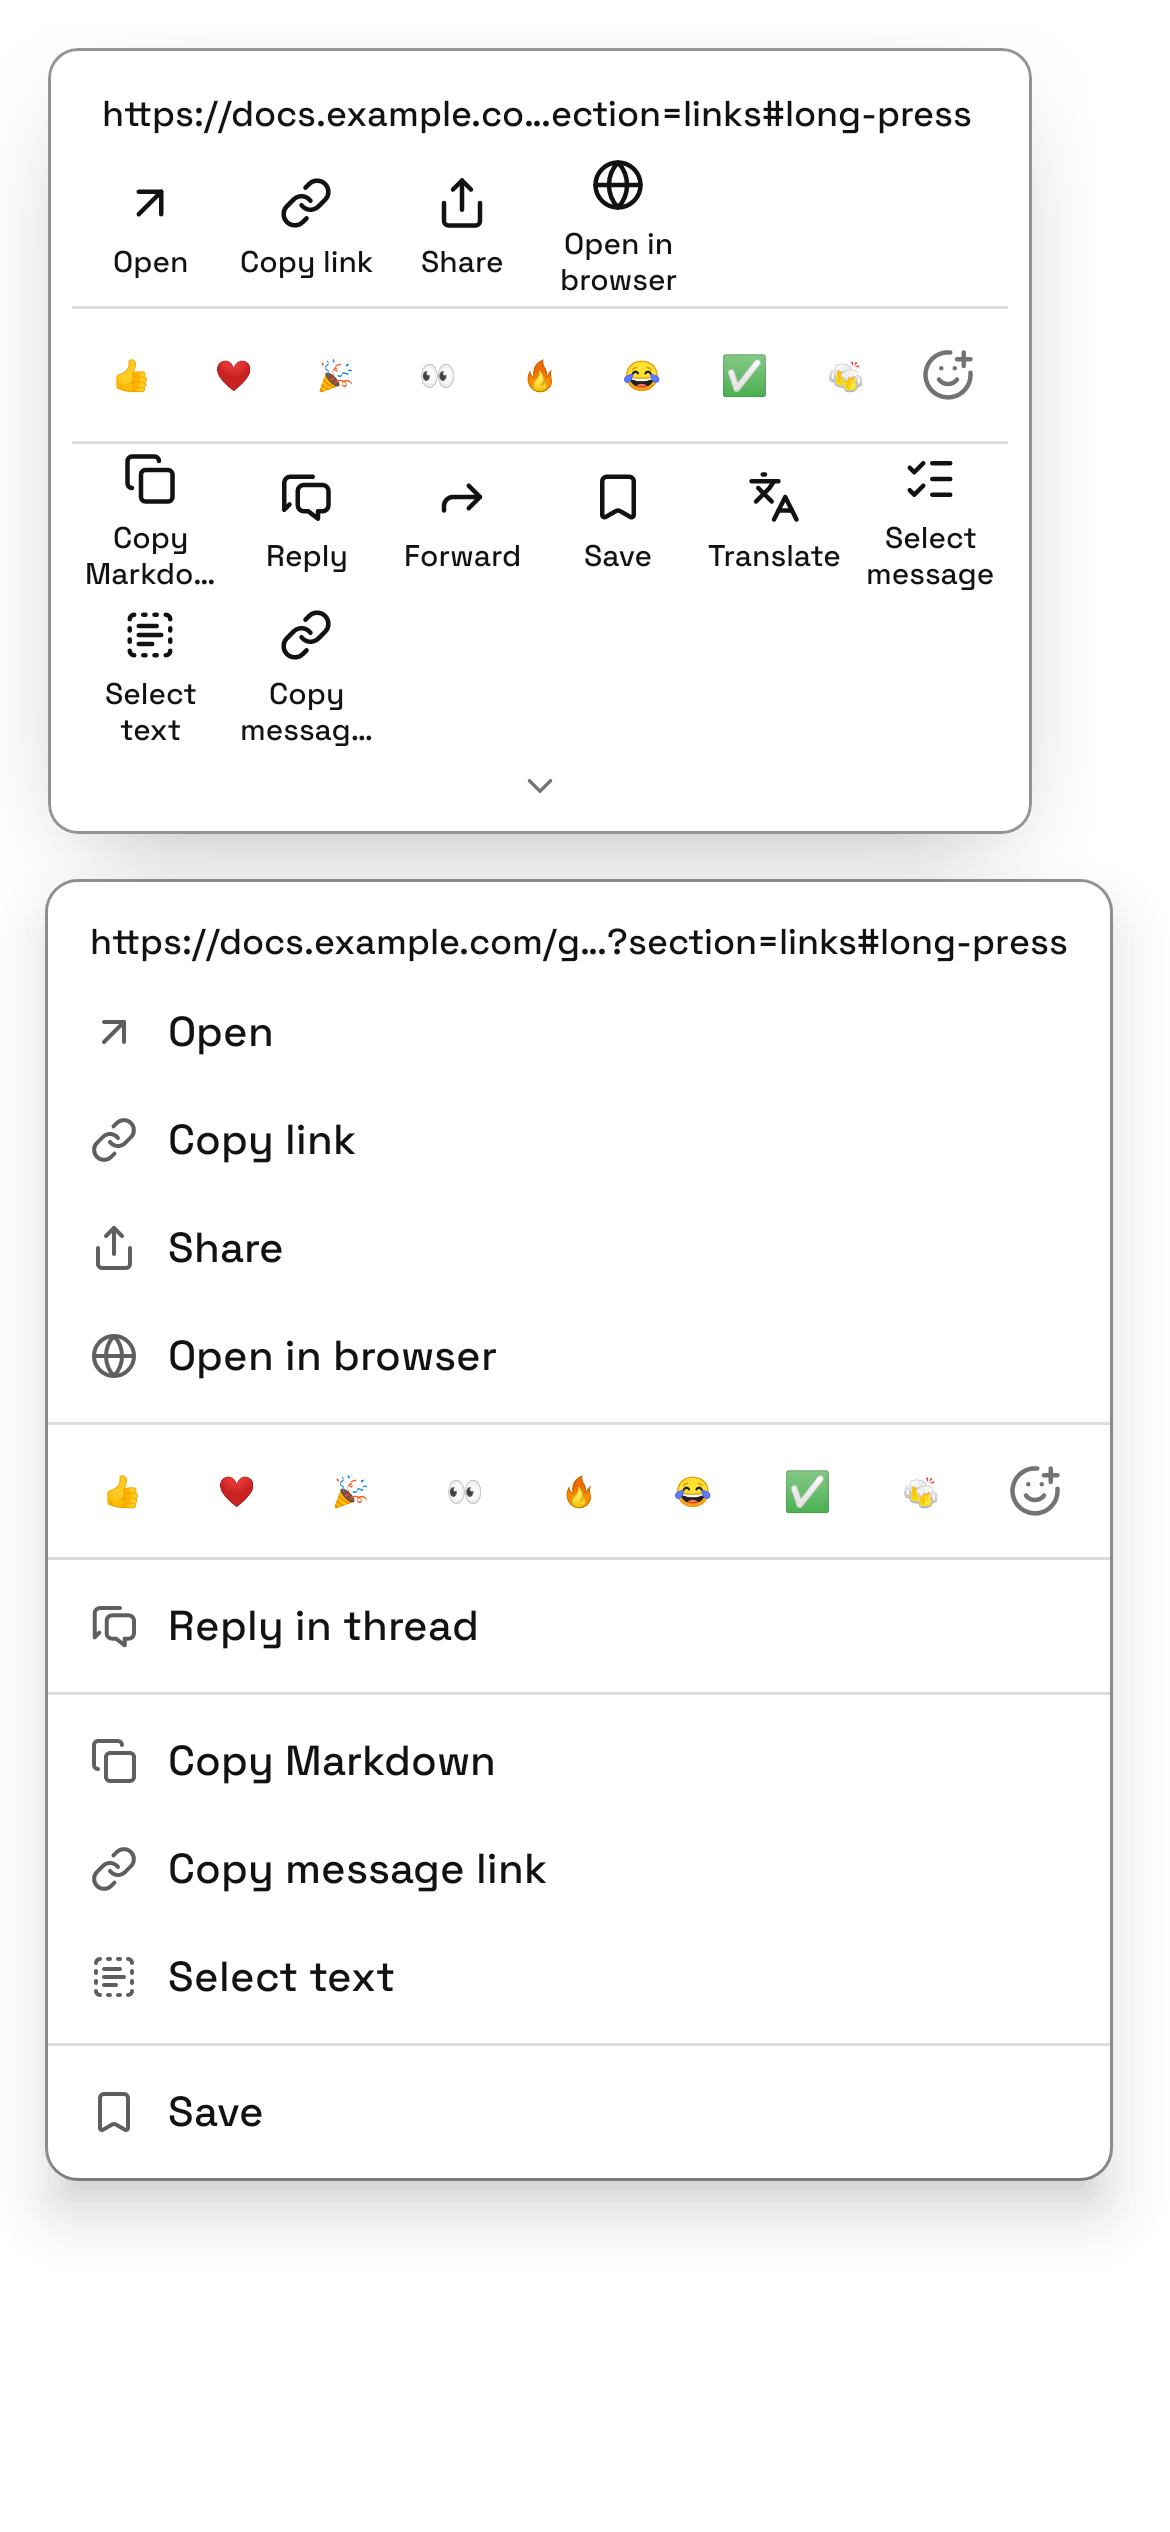 https://docs.example.co…ection=links#long-press
Open
Copy link
Share
Open in
browser
Copy
Markdo…
Reply
Forward
Save
Translate
Select
message
Select
text
Copy
messag…
https://docs.example.com/g…?section=links#long-press
Open
Copy link
Share
Open in browser
Reply in thread
Copy Markdown
Copy message link
Select text
Save